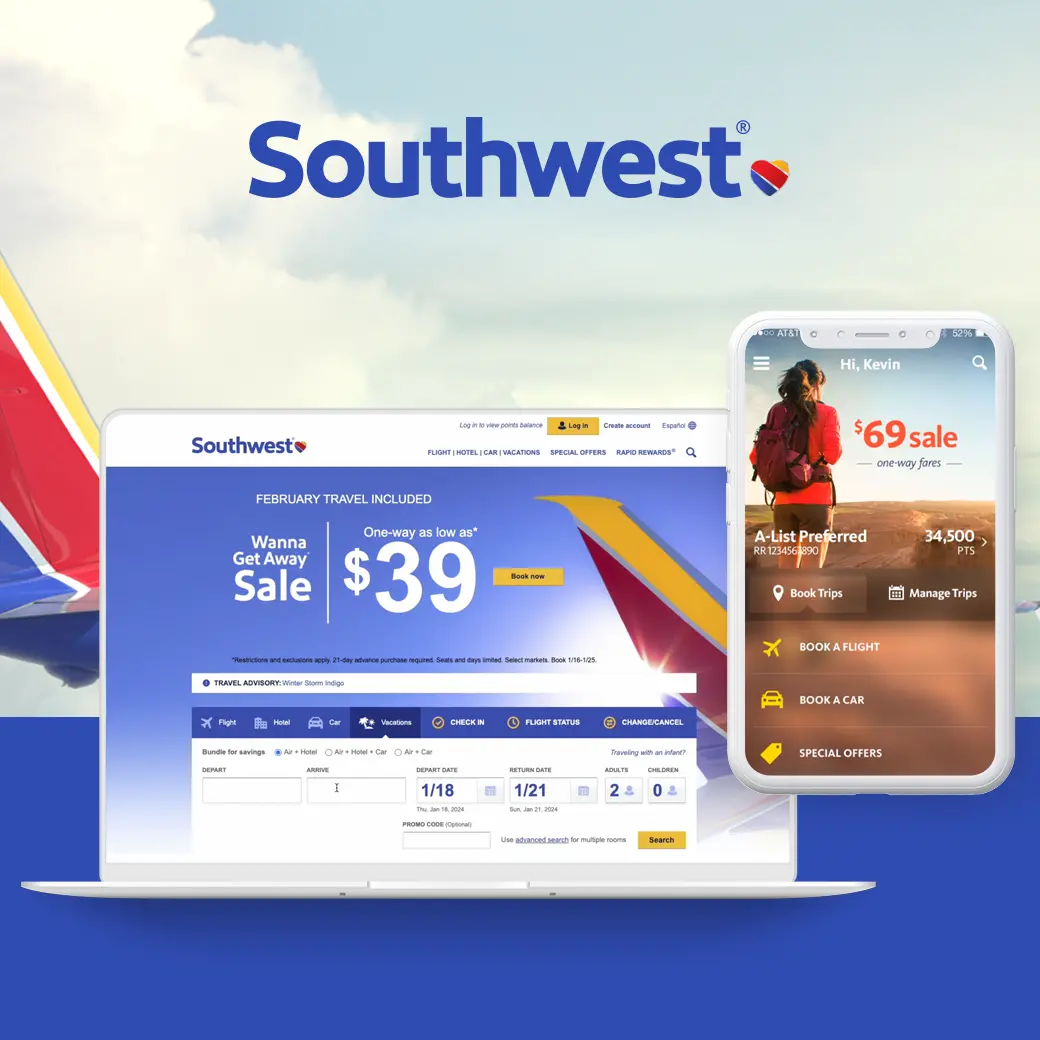 Southwest®
Southwest
Log in to view points balance
Log in
Create account
Español
FLIGHT | HOTEL | CAR | VACATIONS
SPECIAL OFFERS
RAPID REWARDS®
FEBRUARY TRAVEL INCLUDED
Wanna
Get Away
Sale
One-way as low as*
$39
Book now
*Restrictions and exclusions apply. 21-day advance purchase required. Seats and days limited. Select markets. Book 1/16-1/25.
TRAVEL ADVISORY: Winter Storm Indigo
Flight
Hotel
Car
Vacations
CHECK IN
FLIGHT STATUS
CHANGE/CANCEL
Bundle for savings
Air + Hotel
Air + Hotel + Car
Air + Car
Traveling with an infant?
DEPART
ARRIVE
DEPART DATE
RETURN DATE
ADULTS
CHILDREN
1/18
1/21
2
0
Thu, Jan 18, 2024
Sun, Jan 21, 2024
PROMO CODE (Optional)
Use advanced search for multiple rooms
Search
AT&T
52%
Hi, Kevin
$69 sale
one-way fares
A-List Preferred
34,500
RR 1234567890
PTS
Book Trips
Manage Trips
BOOK A FLIGHT
BOOK A CAR
SPECIAL OFFERS